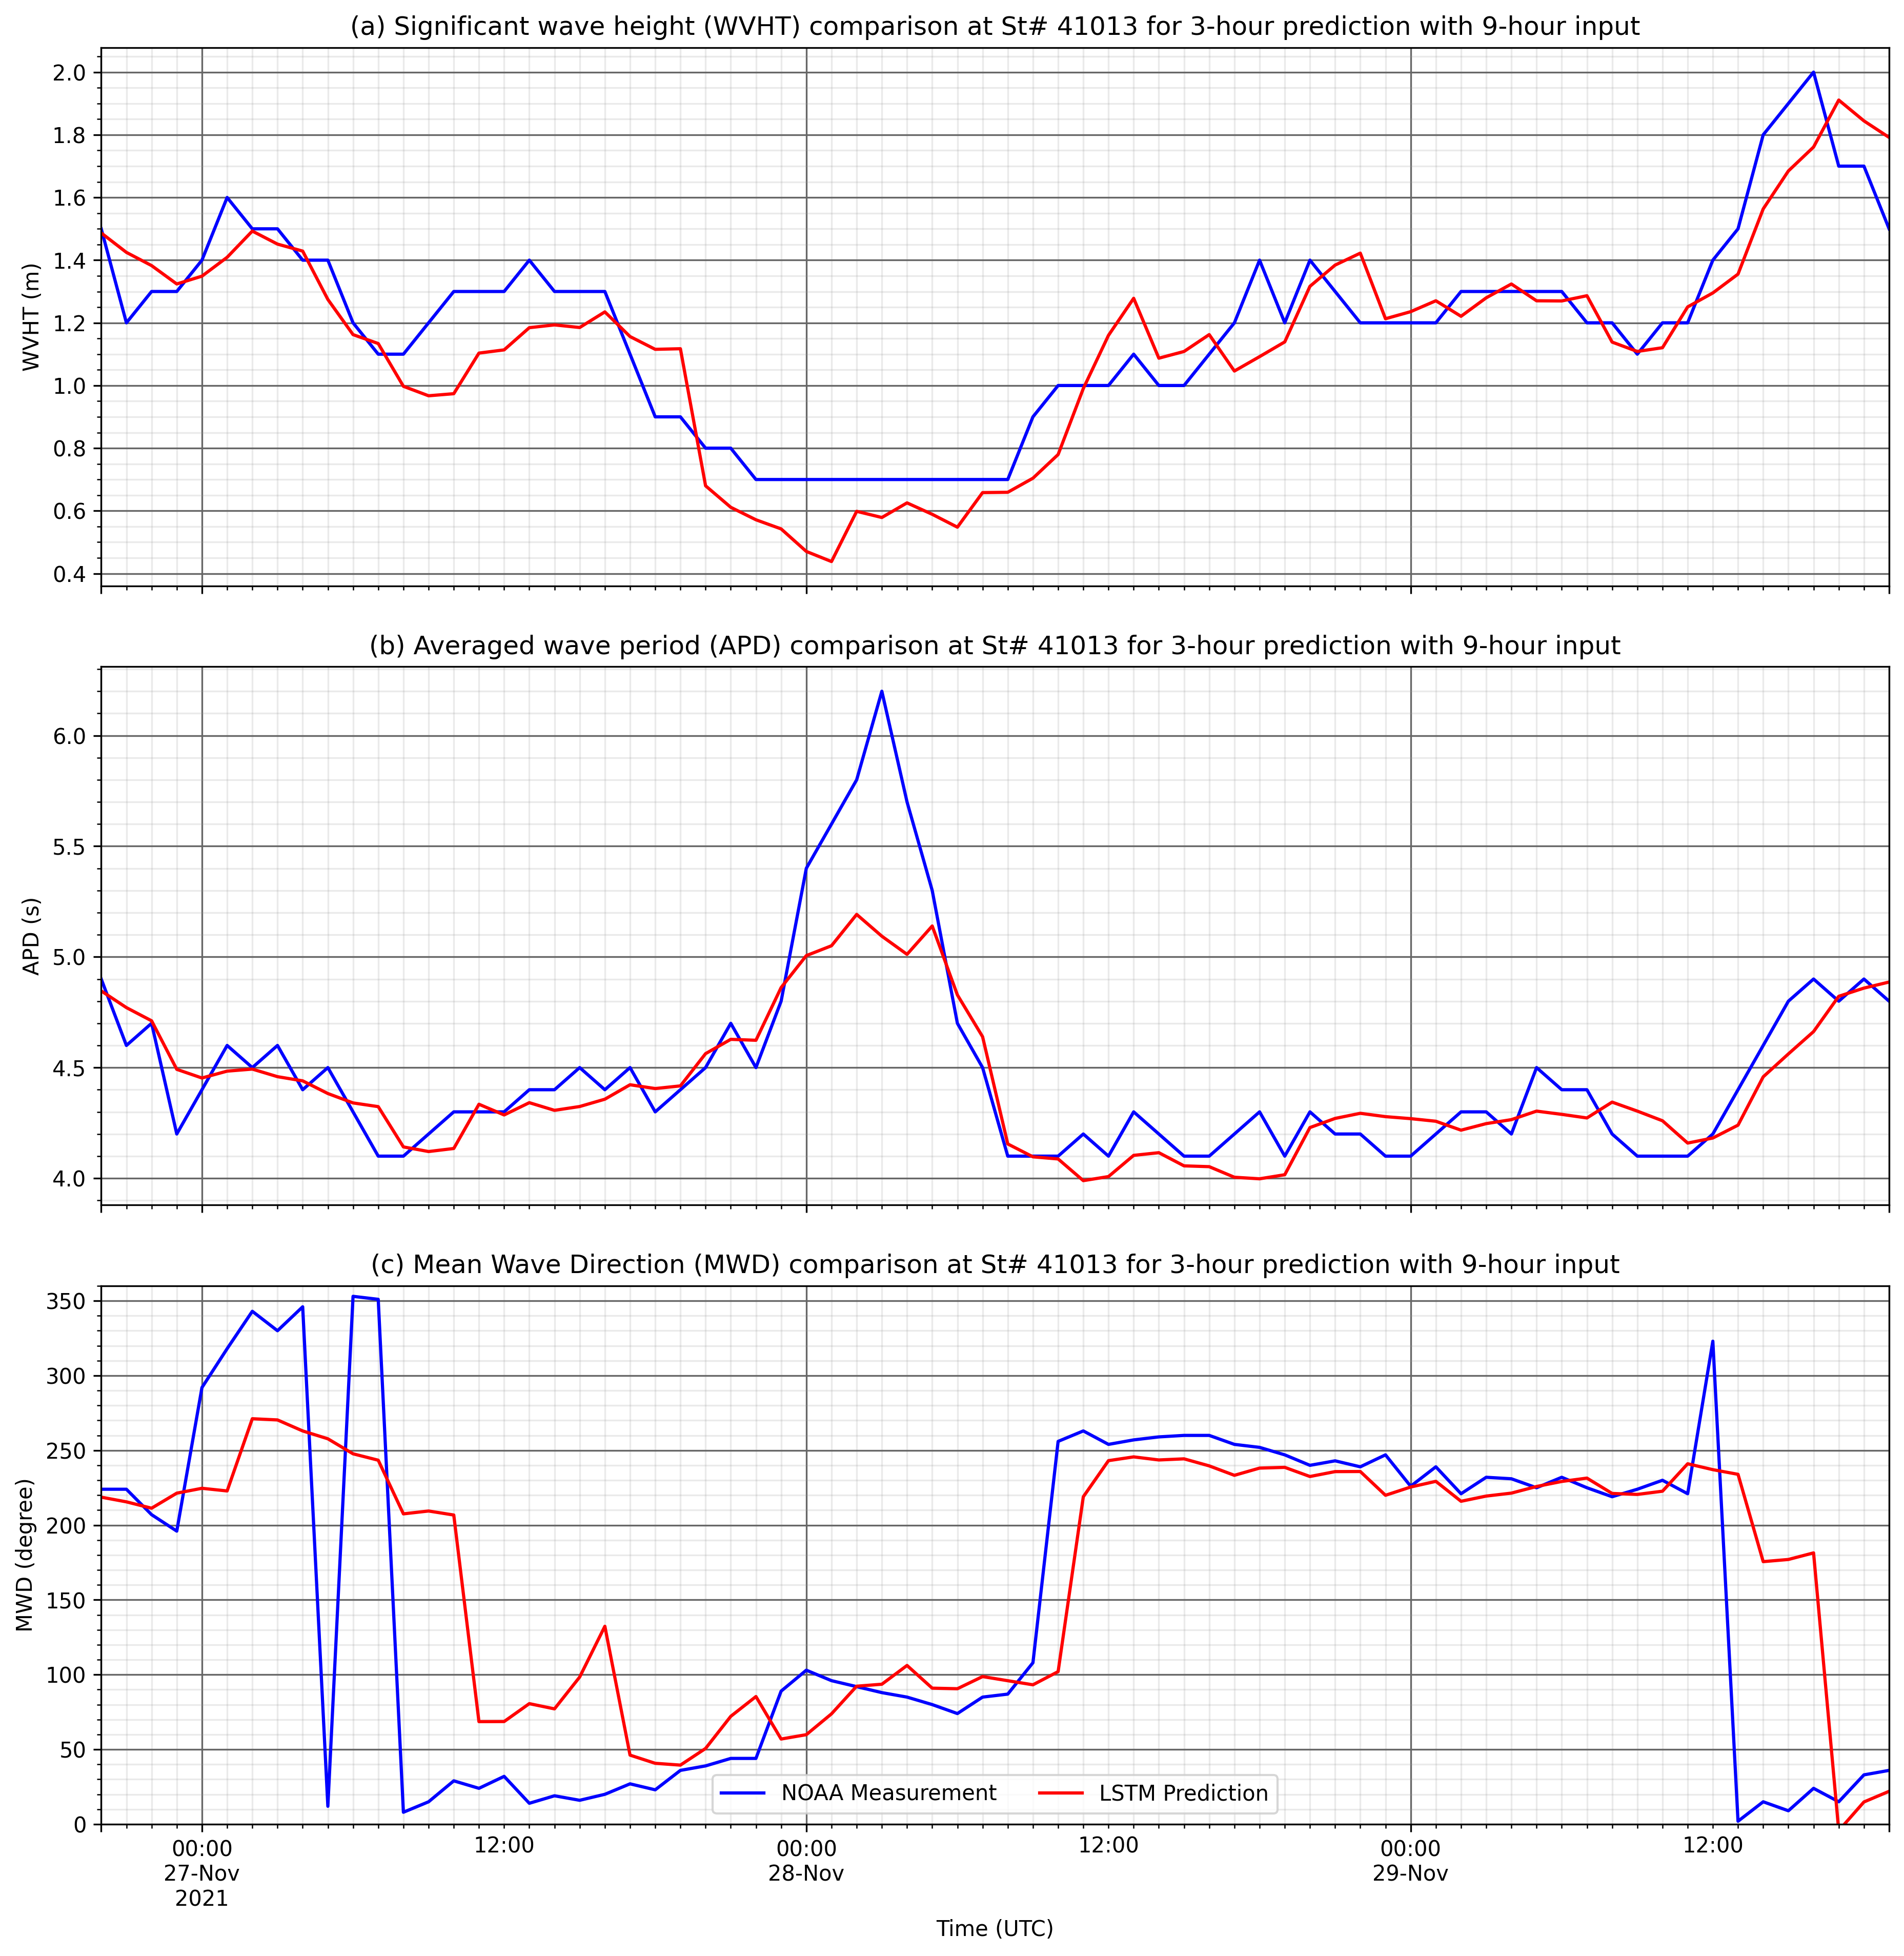 (a) Significant wave height (WVHT) comparison at St# 41013 for 3-hour prediction with 9-hour input
2.0
1.8
1.6
1.4
1.2
1.0
0.8
0.6
0.4
WVHT (m)
(b) Averaged wave period (APD) comparison at St# 41013 for 3-hour prediction with 9-hour input
6.0
5.5
5.0
4.5
4.0
APD (s)
(c) Mean Wave Direction (MWD) comparison at St# 41013 for 3-hour prediction with 9-hour input
350
300
250
200
150
100
50
0
MWD (degree)
NOAA Measurement LSTM Prediction
00:00 12:00 00:00 12:00 00:00 12:00
27-Nov 28-Nov 29-Nov
2021
Time (UTC)